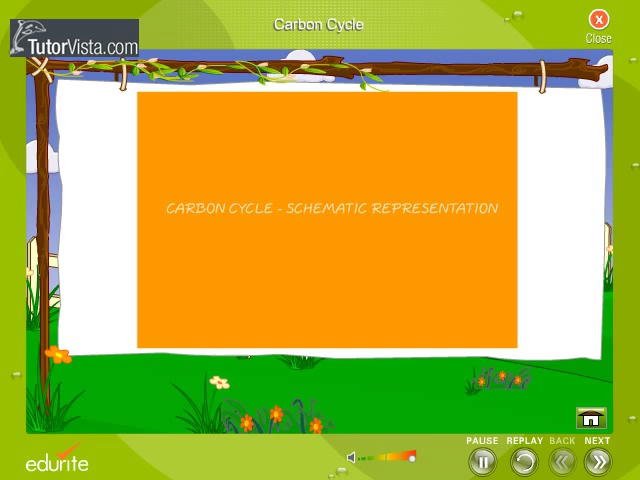 Carbon Cycle
TutorVista.com
X
Close
CARBON CYCLE - SCHEMATIC REPRESENTATION
PAUSE REPLAY BACK NEXT
edurite